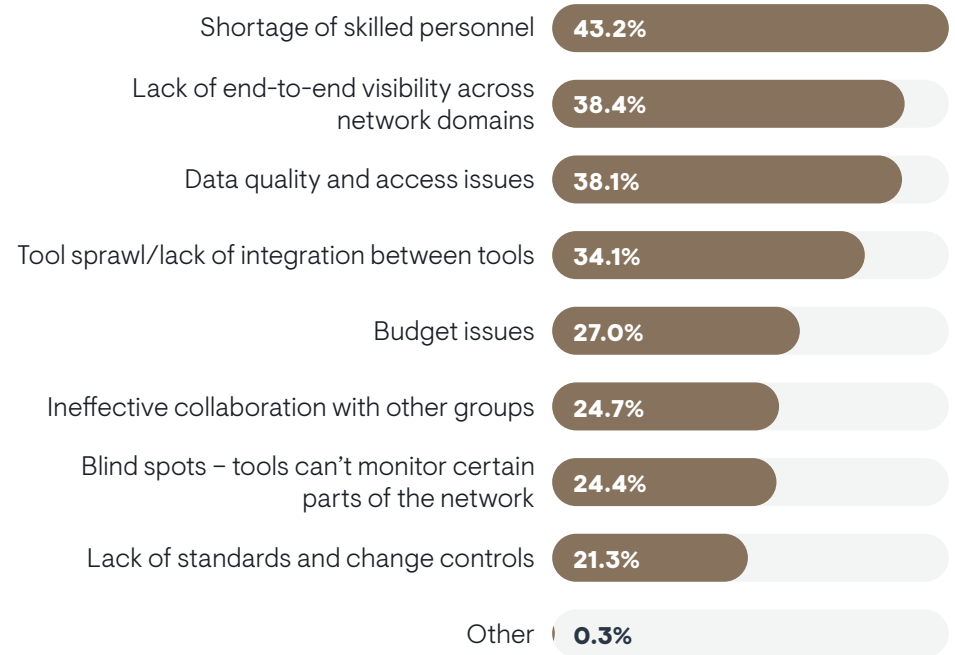 Shortage of skilled personnel 43.2%
Lack of end-to-end visibility across
network domains 38.4%
Data quality and access issues 38.1%
Tool sprawl/lack of integration between tools 34.1%
Budget issues 27.0%
Ineffective collaboration with other groups 24.7%
Blind spots – tools can’t monitor certain
parts of the network 24.4%
Lack of standards and change controls 21.3%
Other 0.3%